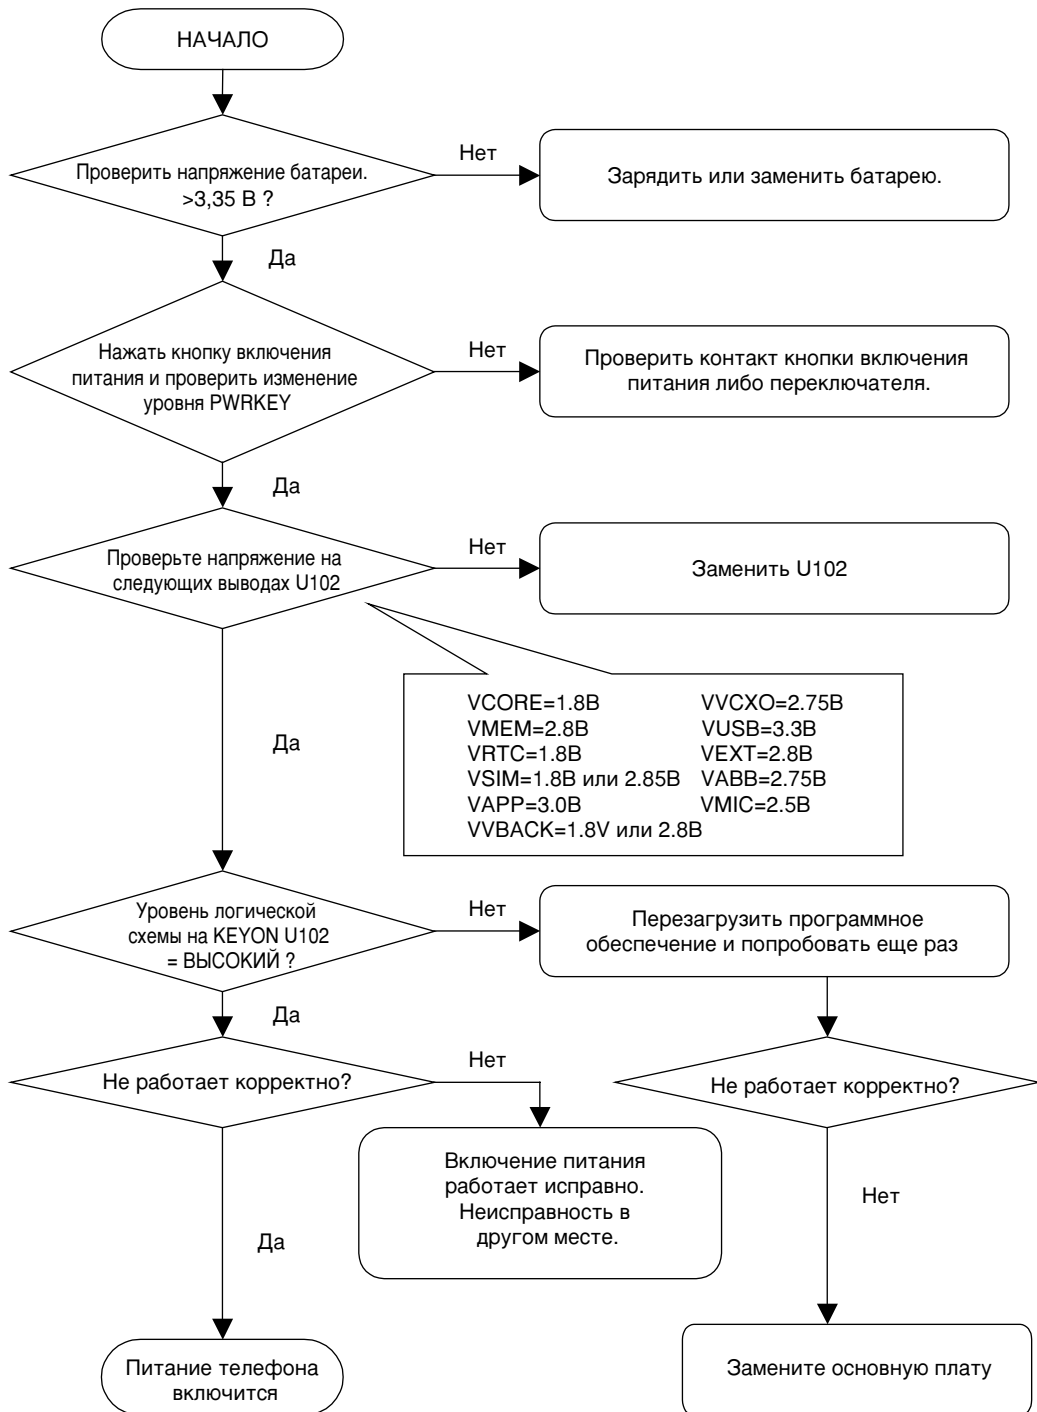 НАЧАЛО
Проверить напряжение батареи.
>3,35 В ?
Нет
Зарядить или заменить батарею.
Да
Нажать кнопку включения
питания и проверить изменение
уровня PWRKEY
Нет
Проверить контакт кнопки включения
питания либо переключателя.
Да
Проверьте напряжение на
следующих выводах U102
Нет
Заменить U102
VCORE=1.8В VVCXO=2.75В
VMEM=2.8В VUSB=3.3В
VRTC=1.8В VEXT=2.8В
VSIM=1.8В или 2.85В VABB=2.75В
VAPP=3.0В VMIC=2.5В
VVBACK=1.8V или 2.8В
Да
Уровень логической
схемы на KEYON U102
= ВЫСОКИЙ ?
Нет
Перезагрузить программное
обеспечение и попробовать еще раз
Да
Не работает корректно?
Нет
Не работает корректно?
Включение питания
работает исправно.
Неисправность в
другом месте.
Нет
Да
Питание телефона
включится
Замените основную плату